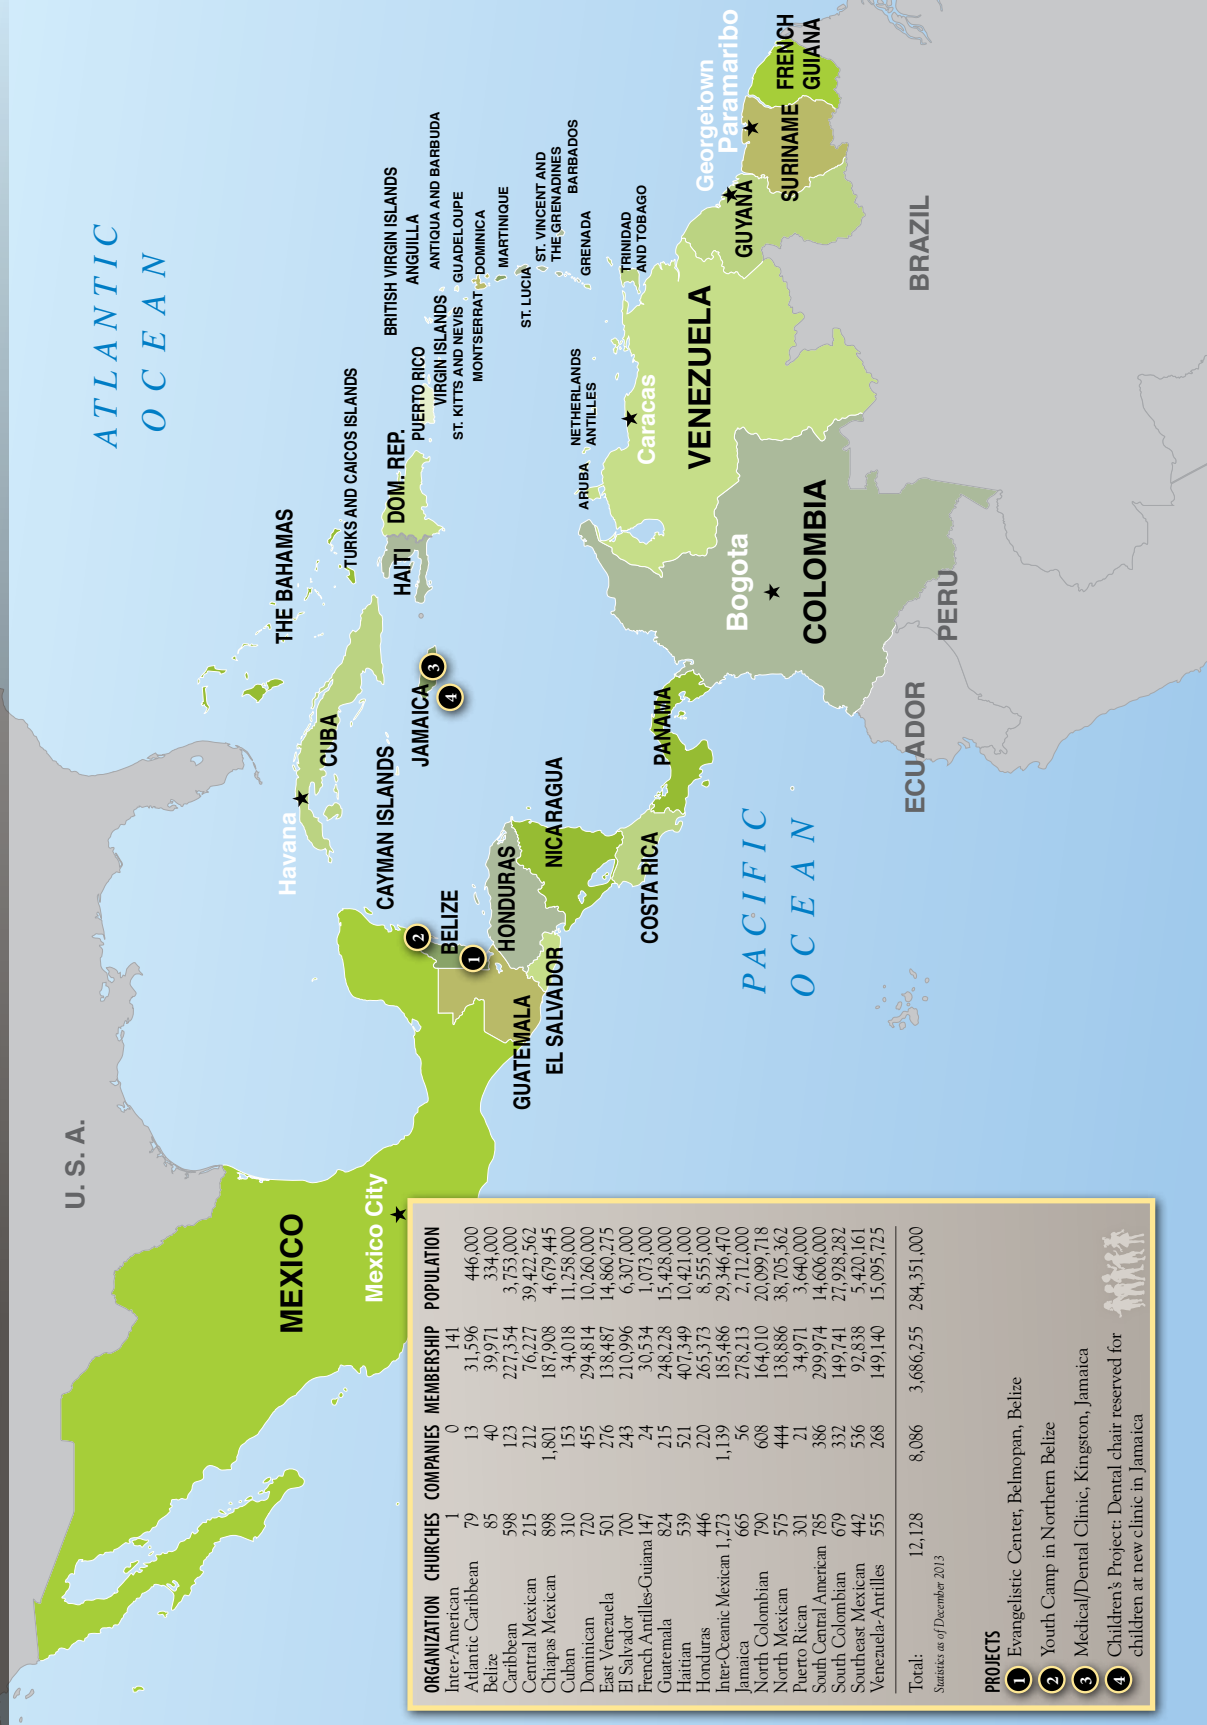 ATLANTIC
OCEAN
U. S. A.
THE BAHAMAS
TURKS AND CAICOS ISLANDS
Havana
CUBA
MEXICO
Mexico City
CAYMAN ISLANDS
JAMAICA
HAITI
DOM. REP.
PUERTO RICO
BRITISH VIRGIN ISLANDS
ANGUILLA
VIRGIN ISLANDS
ANTIQUA AND BARBUDA
ST. KITTS AND NEVIS
GUADELOUPE
MONTSERRAT
DOMINICA
MARTINIQUE
ST. LUCIA
ST. VINCENT AND
THE GRENADINES
BARBADOS
GRENADA
TRINIDAD
AND TOBAGO
NETHERLANDS
ANTILLES
ARUBA
BELIZE
2
1
3
4
HONDURAS
NICARAGUA
GUATEMALA
EL SALVADOR
COSTA RICA
PANAMA
Caracas
VENEZUELA
Georgetown
Paramaribo
GUYANA
SURINAME
FRENCH
GUIANA
Bogota
COLOMBIA
BRAZIL
PERU
ECUADOR
PACIFIC
OCEAN
ORGANIZATION CHURCHES COMPANIES MEMBERSHIP POPULATION
Inter-American 1 0 141
Atlantic Caribbean 79 13 31,596 446,000
Belize 85 40 39,971 334,000
Caribbean 598 123 227,354 3,753,000
Central Mexican 215 212 76,227 39,422,562
Chiapas Mexican 898 1,801 187,908 4,679,445
Cuban 310 153 34,018 11,258,000
Dominican 720 455 294,814 10,260,000
East Venezuela 501 276 138,487 14,860,275
El Salvador 700 243 210,996 6,307,000
French Antilles-Guiana 147 24 30,534 1,073,000
Guatemala 824 215 248,228 15,428,000
Haitian 539 521 407,349 10,421,000
Honduras 446 220 265,173 8,555,000
Inter-Oceanic Mexican 1,273 1,139 185,486 29,346,470
Jamaica 665 56 278,213 2,712,000
North Colombian 790 608 164,010 20,099,718
North Mexican 575 444 138,886 38,705,362
Puerto Rican 301 21 34,971 3,640,000
South Central American 785 386 299,974 14,606,000
South Colombian 679 332 149,741 27,928,282
Southeast Mexican 442 536 92,838 5,420,161
Venezuela-Antilles 555 268 149,140 15,095,725
Total: 12,128 8,086 3,686,255 284,351,000
Statistics as of December 2013
PROJECTS
1 Evangelistic Center, Belmopan, Belize
2 Youth Camp in Northern Belize
3 Medical/Dental Clinic, Kingston, Jamaica
4 Children's Project: Dental chair reserved for
children at new clinic in Jamaica